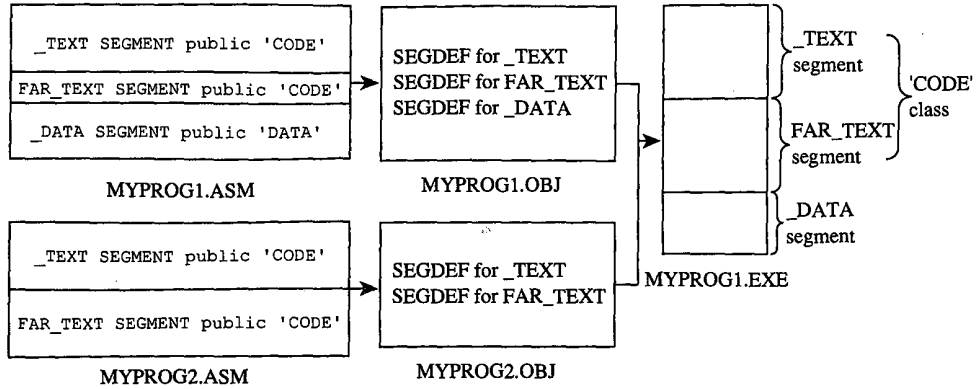 _TEXT SEGMENT public 'CODE'
FAR_TEXT SEGMENT public 'CODE'
_DATA SEGMENT public 'DATA'
MYPROG1.ASM
SEGDEF for _TEXT
SEGDEF for FAR_TEXT
SEGDEF for _DATA
MYPROG1.OBJ
_TEXT
segment
FAR_TEXT
segment
'CODE'
class
_DATA
segment
MYPROG1.EXE
_TEXT SEGMENT public 'CODE'
FAR_TEXT SEGMENT public 'CODE'
MYPROG2.ASM
SEGDEF for _TEXT
SEGDEF for FAR_TEXT
MYPROG2.OBJ